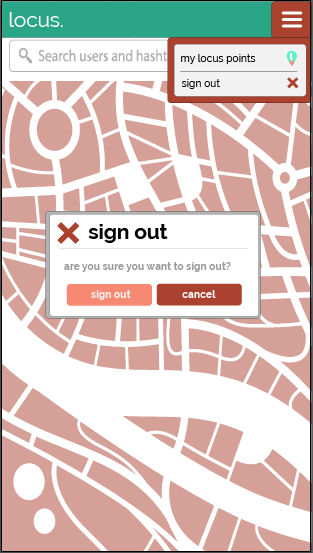 locus.
Search users and hasht
my locus points
sign out
sign out
are you sure you want to sign out?
sign out
cancel